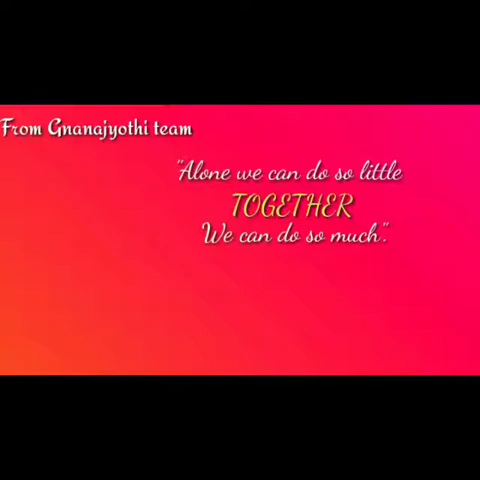 From Gnanajyothi team
"Alone we can do so little
TOGETHER
We can do so much".